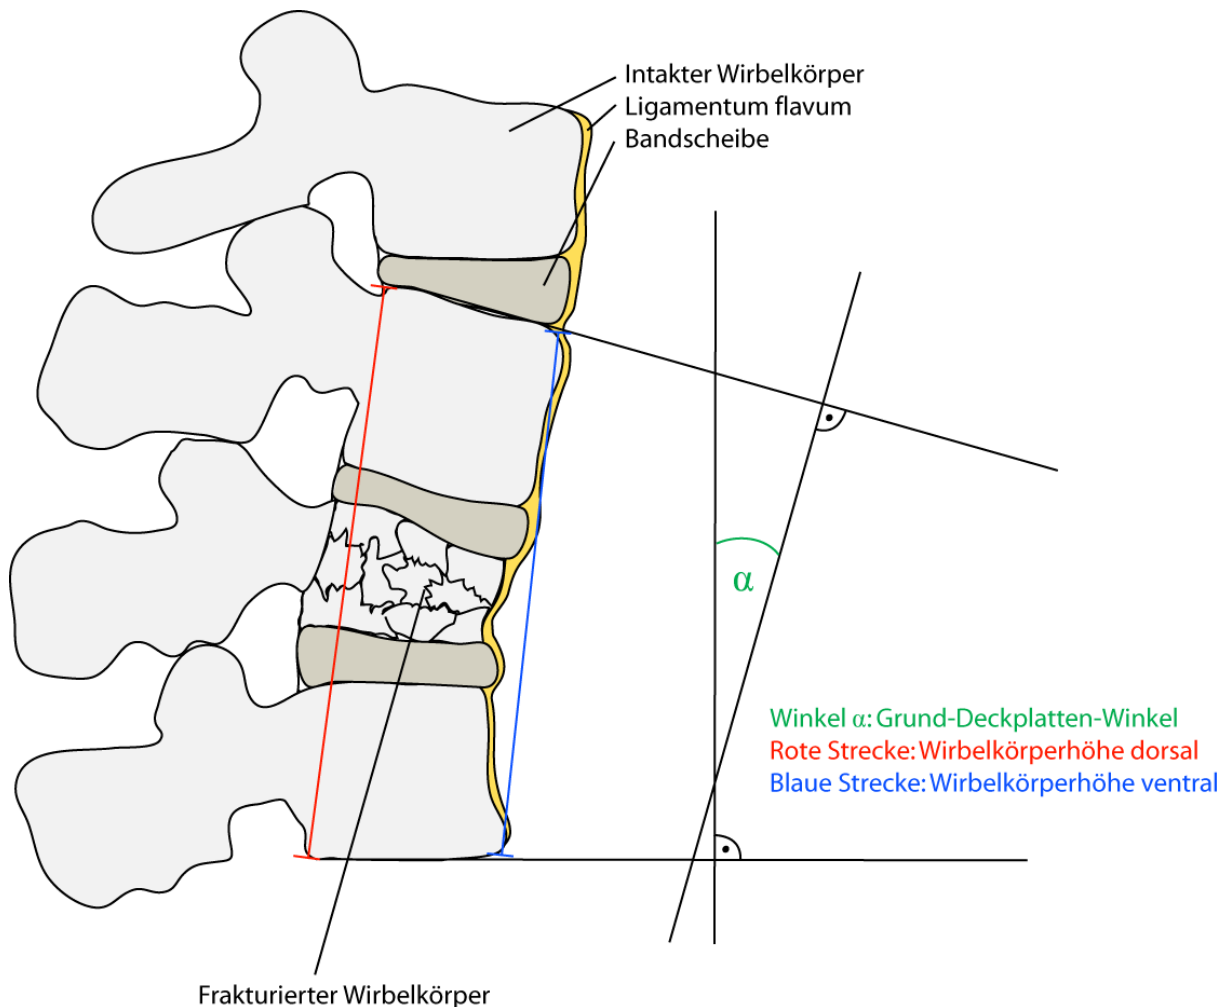 Intakter Wirbelkörper
Ligamentum flavum
Bandscheibe
α
Winkel α: Grund-Deckplatten-Winkel
Rote Strecke: Wirbelkörperhöhe dorsal
Blaue Strecke: Wirbelkörperhöhe ventral
Frakturierter Wirbelkörper